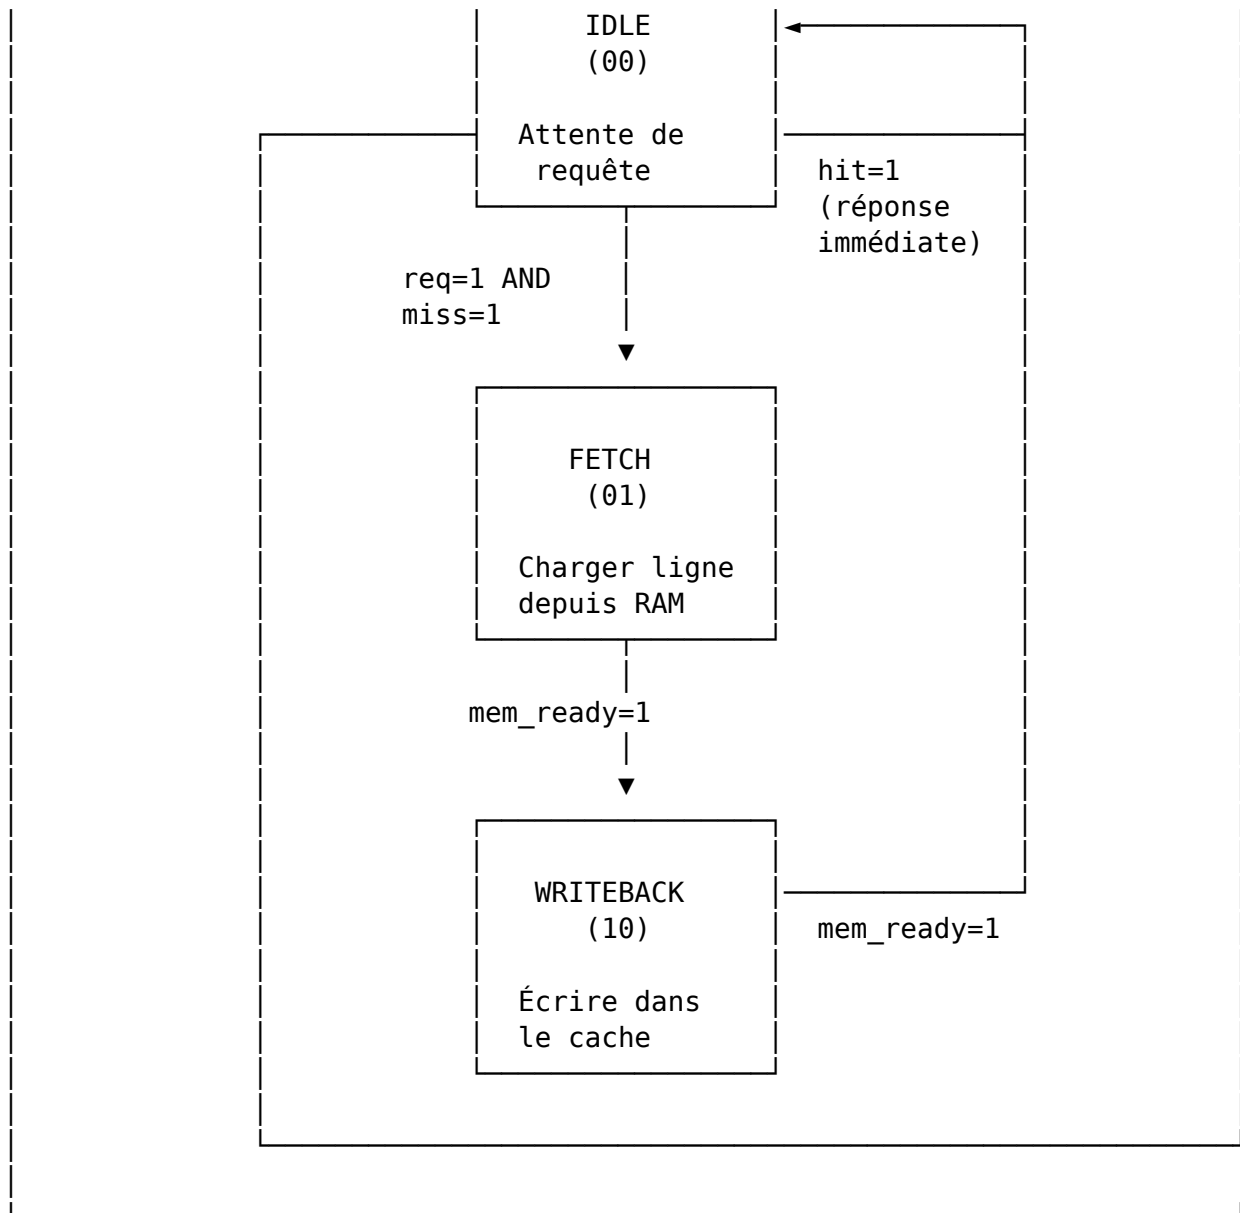 IDLE
(00)
Attente de
requête
hit=1
(réponse
immédiate)
req=1 AND
miss=1
FETCH
(01)
Charger ligne
depuis RAM
mem_ready=1
WRITEBACK
(10)
mem_ready=1
Écrire dans
le cache